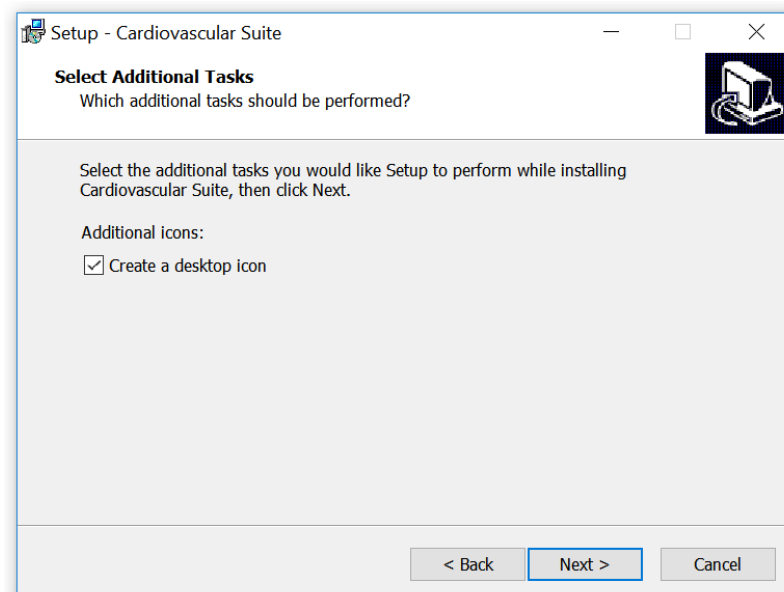 Setup - Cardiovascular Suite
Select Additional Tasks
Which additional tasks should be performed?
Select the additional tasks you would like Setup to perform while installing
Cardiovascular Suite, then click Next.
Additional icons:
Create a desktop icon
< Back
Next >
Cancel